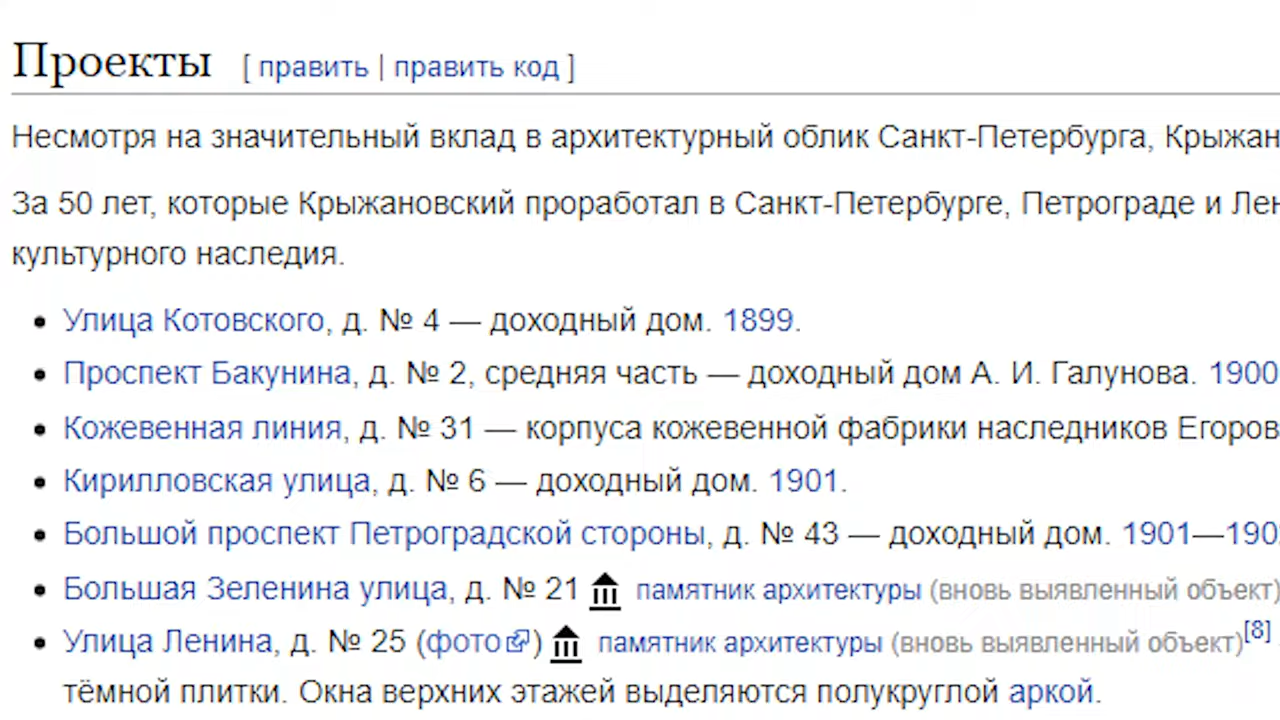 Проекты [ править | править код ]
Несмотря на значительный вклад в архитектурный облик Санкт-Петербурга,
За 50 лет, которые Крыжановский проработал в Санкт-Петербурге, Петрограде и
культурного наследия.
• Улица Котовского, д. № 4 — доходный дом. 1899.
• Проспект Бакунина, д. № 2, средняя часть — доходный дом А. И. Галунова. 1900
• Кожевенная линия, д. № 31 — корпуса кожевенной фабрики наследников
• Кирилловская улица, д. № 6 — доходный дом. 1901.
• Большой проспект Петроградской стороны, д. № 43 — доходный дом. 1901—
• Большая Зеленина улица, д. № 21 памятник архитектуры (вновь выявленный объект)
• Улица Ленина, д. № 25 (фото) памятник архитектуры (вновь выявленный объект)[8]
тёмной плитки. Окна верхних этажей выделяются полукруглой аркой.